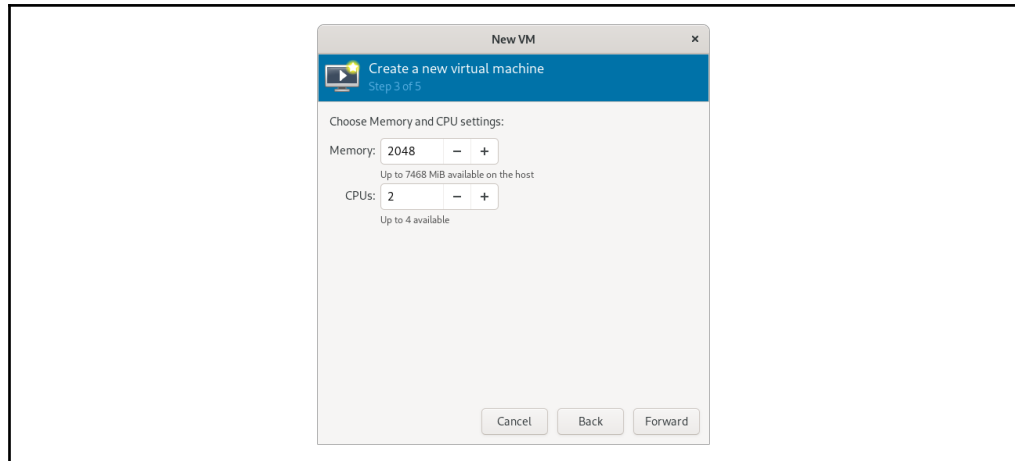 New VM ×
Create a new virtual machine
Step 3 of 5
Choose Memory and CPU settings:
Memory: 2048 − +
Up to 7468 MiB available on the host
CPUs: 2 − +
Up to 4 available
Cancel Back Forward